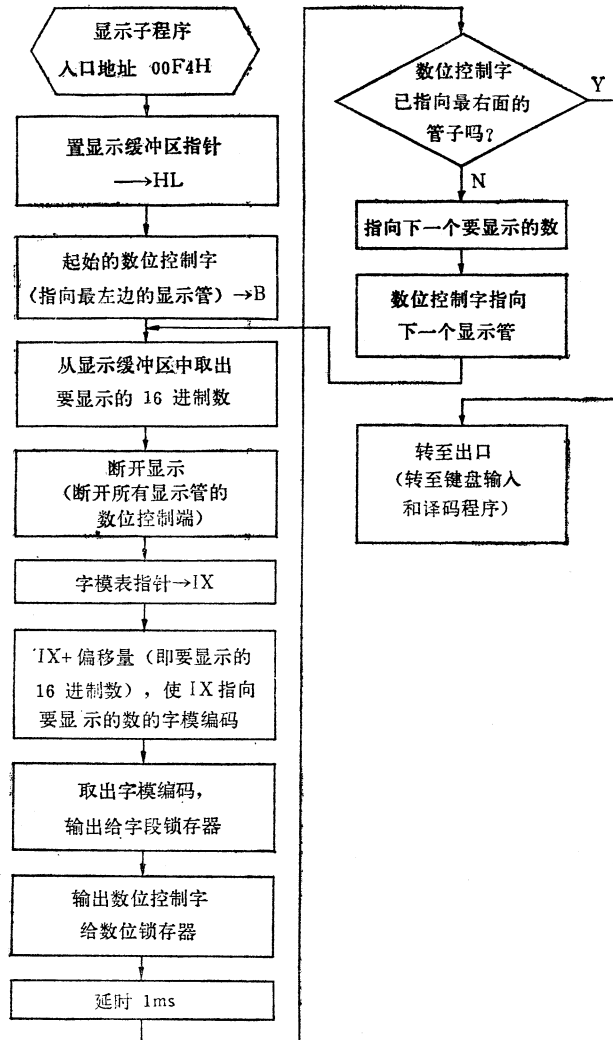 显示子程序
入口地址 00F4H
置显示缓冲区指针
→HL
起始的数位控制字
(指向最左边的显示管)→B
从显示缓冲区中取出
要显示的 16 进制数
断开显示
(断开所有显示管的
数位控制端)
字模表指针→IX
IX+偏移量(即要显示的
16 进制数),使 IX 指向
要显示的数的字模编码
取出字模编码,
输出给字段锁存器
输出数位控制字
给数位锁存器
延时 1ms
数位控制字
已指向最右面的
管子吗?
Y
N
指向下一个要显示的数
数位控制字指向
下一个显示管
转至出口
(转至键盘输入
和译码程序)